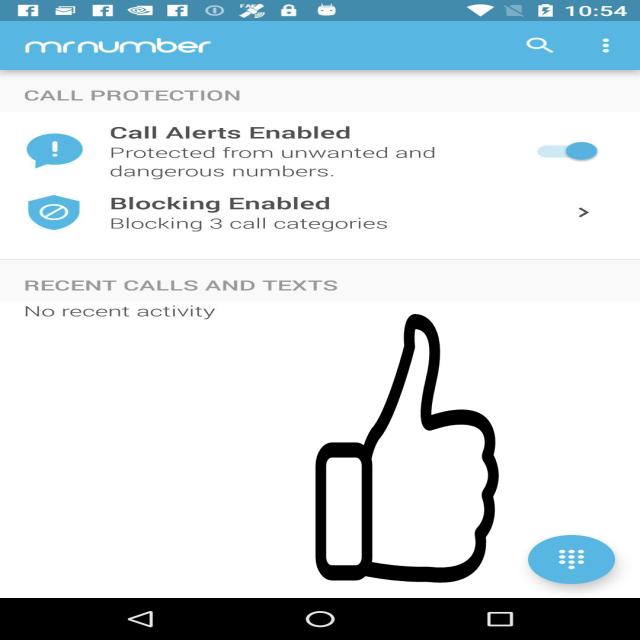 10:54
mrnumber
CALL PROTECTION
Call Alerts Enabled
Protected from unwanted and
dangerous numbers.
Blocking Enabled
Blocking 3 call categories
RECENT CALLS AND TEXTS
No recent activity